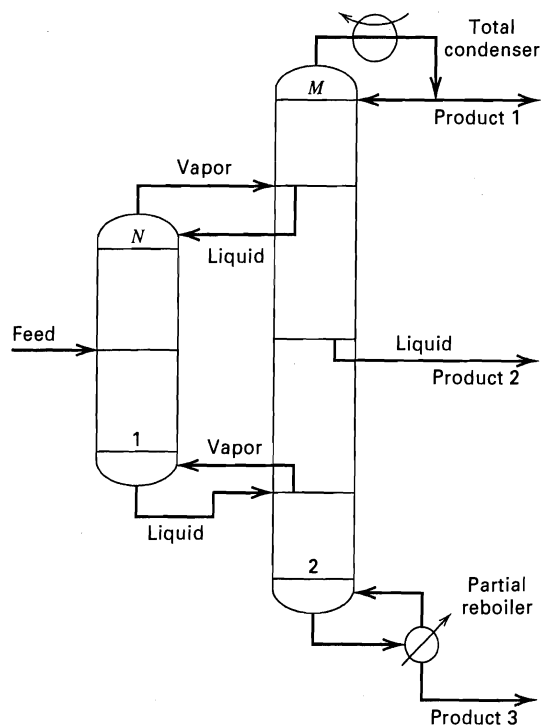 Total
condenser
M
Product 1
Vapor
N
Liquid
Feed
Liquid
Product 2
1
Vapor
Liquid
2
Partial
reboiler
Product 3